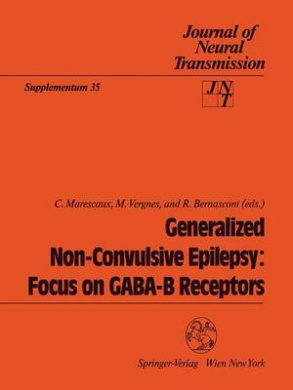 Journal of
Neural
Transmission
Supplementum 35
JN
T
C. Marescaux, M. Vergnes, and R. Bernasconi (eds.)
Generalized
Non-Convulsive Epilepsy:
Focus on GABA-B Receptors
Springer-Verlag Wien New York